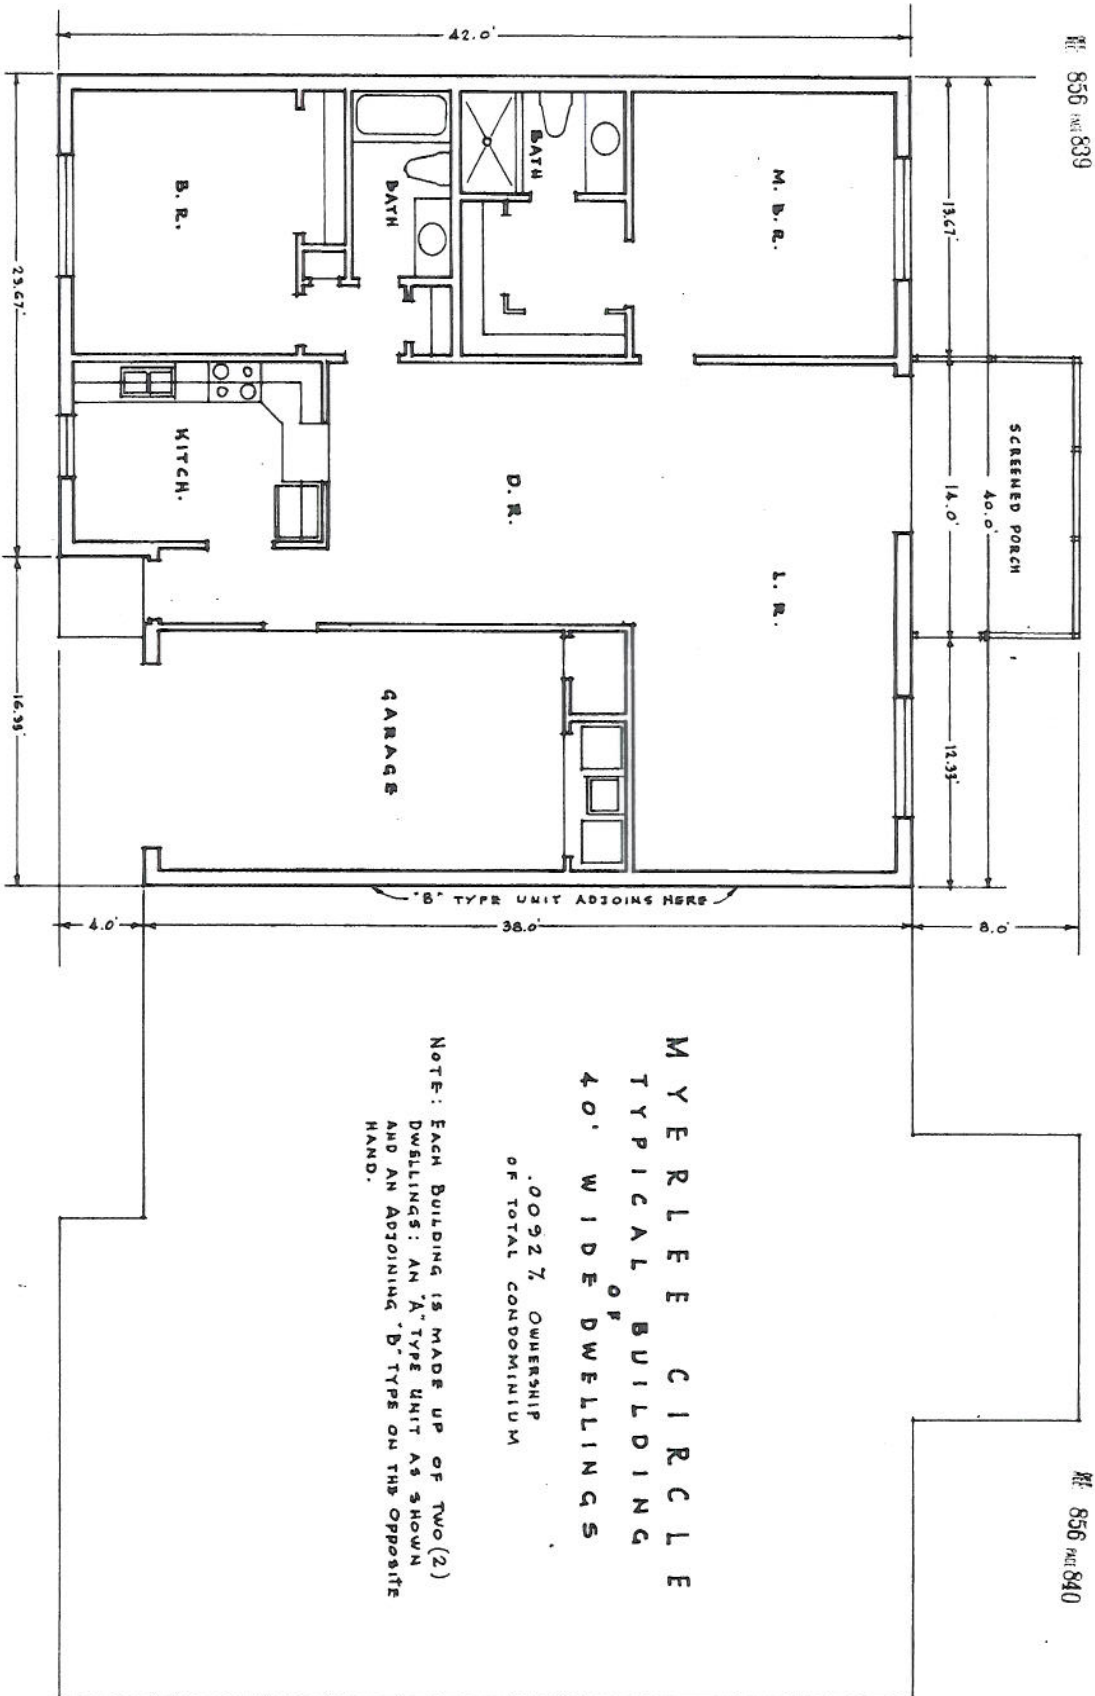 856 PAGE 839
856 PAGE 840
42.0'
13.67'
14.0'
12.33'
40.0'
8.0'
SCREENED PORCH
M. B. R.
L. R.
BATH
BATH
D. R.
B. R.
KITCH.
GARAGE
23.67'
16.33'
4.0'
38.0'
"B" TYPE UNIT ADJOINS HERE
MYERLEE CIRCLE
TYPICAL BUILDING
OF
40' WIDE DWELLINGS
.0092% OWNERSHIP
OF TOTAL CONDOMINIUM
NOTE: EACH BUILDING IS MADE UP OF TWO (2)
DWELLINGS: AN "A" TYPE UNIT AS SHOWN
AND AN ADJOINING "B" TYPE ON THE OPPOSITE
HAND.